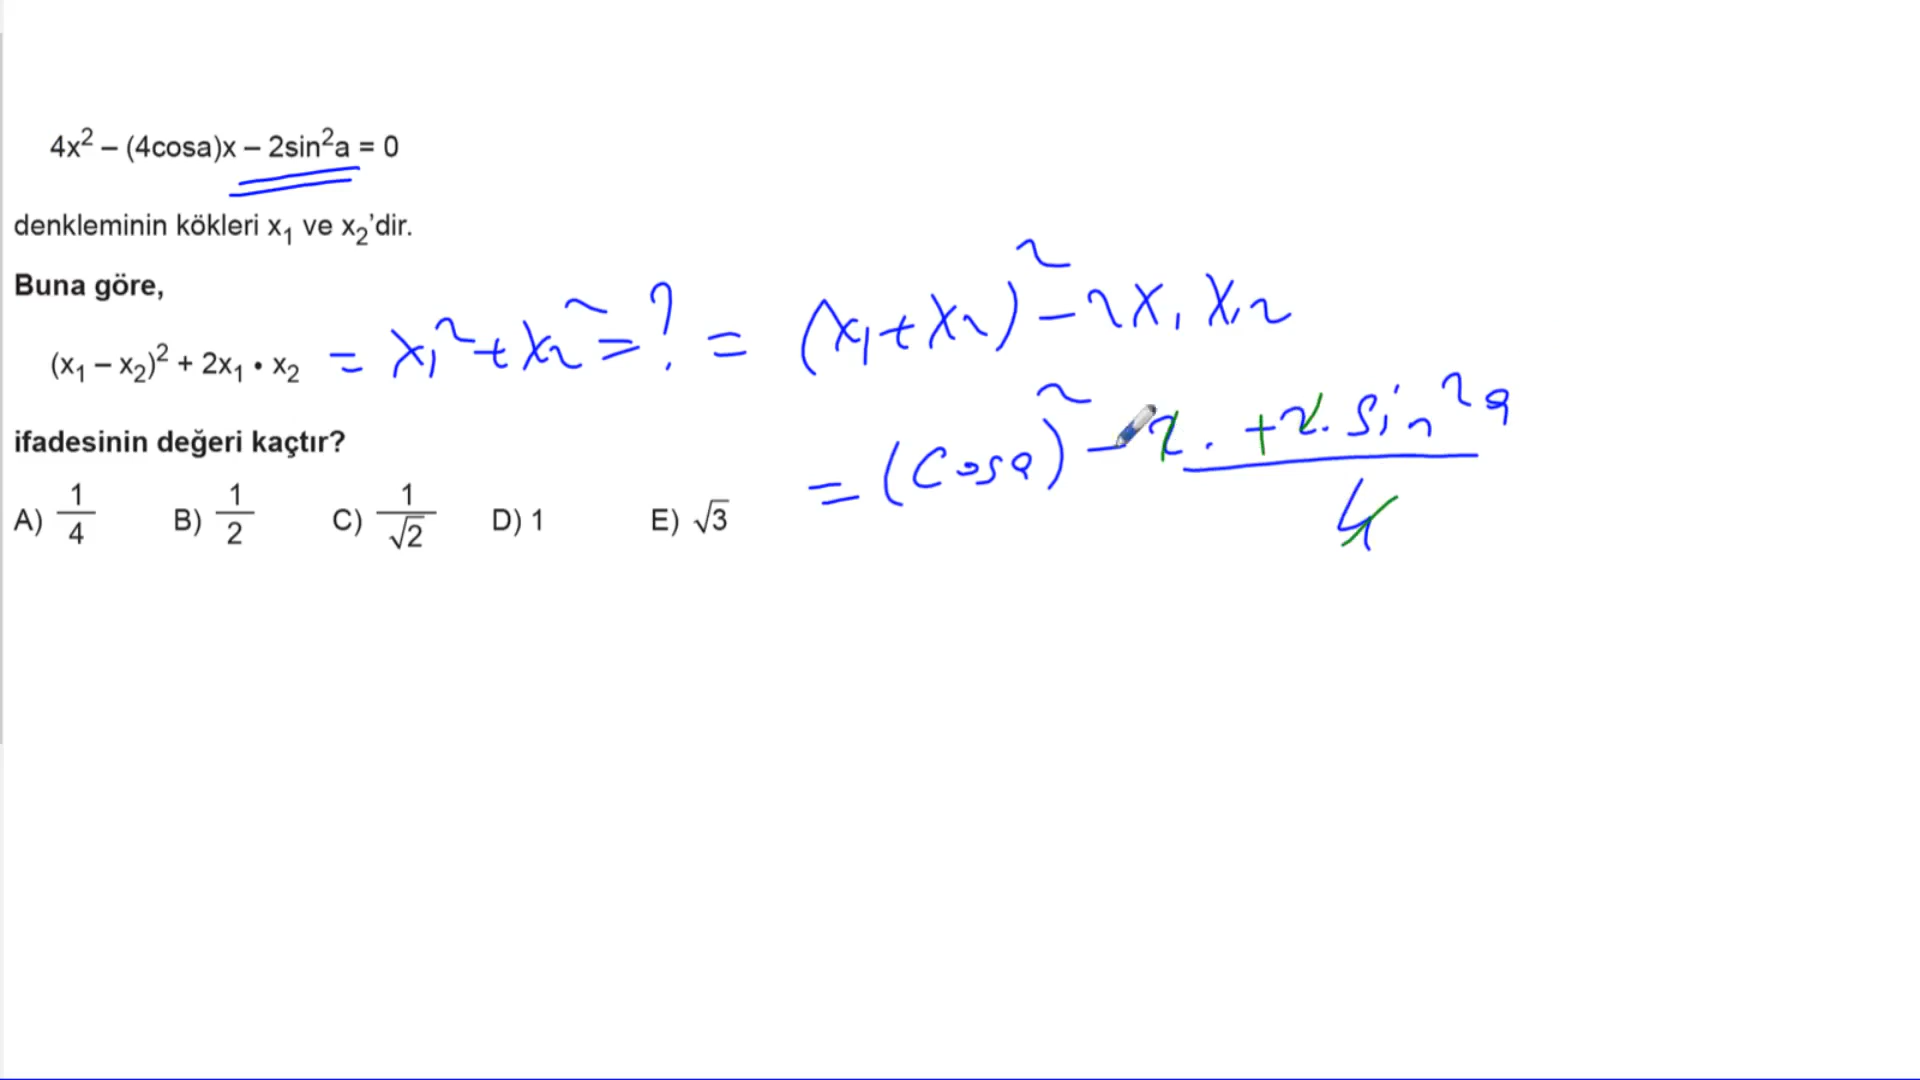 4x² – (4cosa)x – 2sin²a = 0
denkleminin kökleri x₁ ve x₂’dir.
Buna göre,
(x₁ – x₂)² + 2x₁ • x₂ = x₁² + x₂² = ? = (x₁ + x₂)² – 2x₁ x₂
ifadesinin değeri kaçtır?
= (cosa)² – 2 . +2. sin²a / 4
A) 1/4 B) 1/2 C) 1/√2 D) 1 E) √3